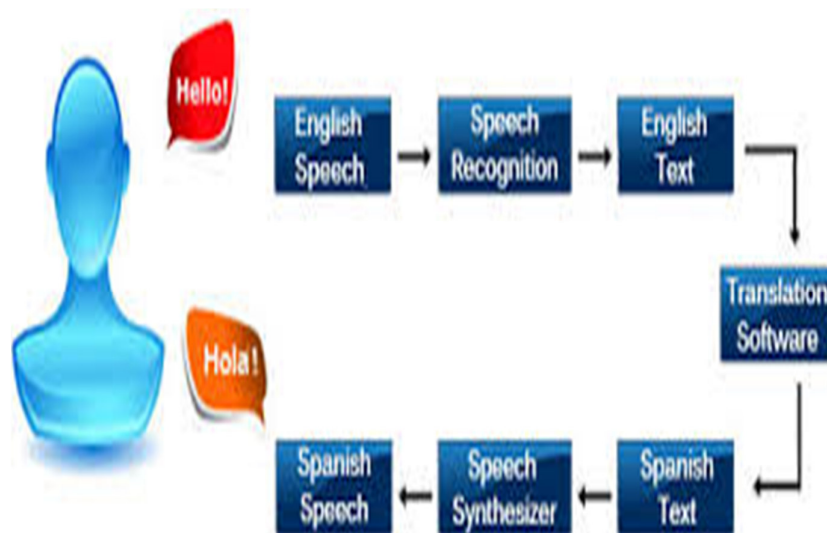 Hello!
English
Speech
Speech
Recognition
English
Text
Translation
Software
Hola!
Spanish
Speech
Speech
Synthesizer
Spanish
Text